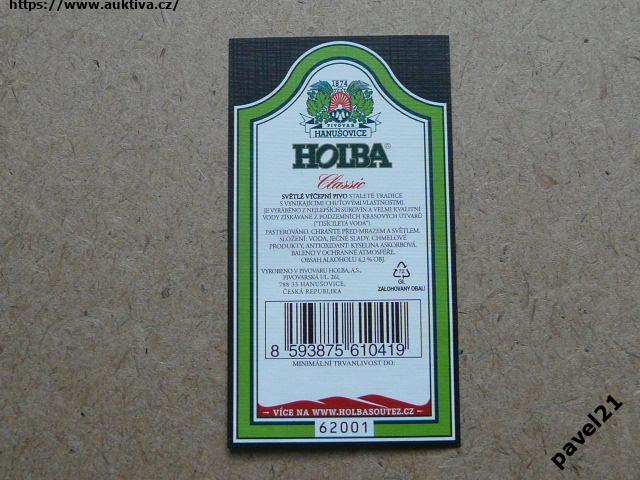 https://www.auktiva.cz/
1874
PIVOVAR
HANUŠOVICE
HOLBA®
Classic
SVĚTLÉ VÝČEPNÍ PIVO STALETÉ TRADICE
S VYNIKAJÍCÍMI CHUŤOVÝMI VLASTNOSTMI.
JE VYRÁBĚNO Z NEJLEPŠÍCH SUROVIN A VELMI KVALITNÍ
VODY ZÍSKÁVANÉ Z PODZEMNÍCH KRASOVÝCH ÚTVARŮ
("TISÍCILETÁ VODA").
PASTEROVÁNO. CHRAŇTE PŘED MRAZEM A SVĚTLEM.
SLOŽENÍ: VODA, JEČNÉ SLADY, CHMELOVÉ
PRODUKTY, ANTIOXIDANT: KYSELINA ASKORBOVÁ.
BALENO V OCHRANNÉ ATMOSFÉŘE.
OBSAH ALKOHOLU 4,2 % OBJ.
VYROBENO V PIVOVARU HOLBA, A.S.,
PIVOVARSKÁ UL. 261,
788 33 HANUŠOVICE,
ČESKÁ REPUBLIKA
GL
ZÁLOHOVANÝ OBAL!
8 593875 610419
MINIMÁLNÍ TRVANLIVOST DO:
VÍCE NA WWW.HOLBASOUTEZ.CZ
62001
pavel21